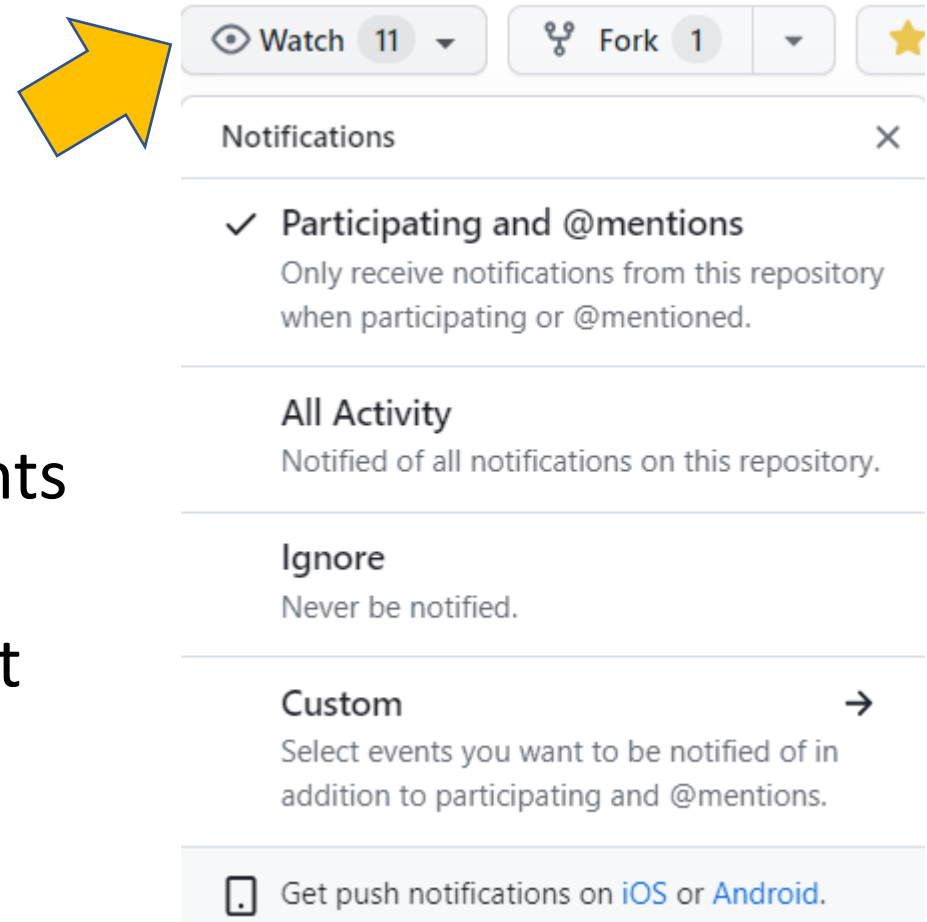 Watch 11
Fork 1
Notifications
Participating and @mentions
Only receive notifications from this repository
when participating or @mentioned.
All Activity
Notified of all notifications on this repository.
Ignore
Never be notified.
Custom
Select events you want to be notified of in
addition to participating and @mentions.
Get push notifications on iOS or Android.